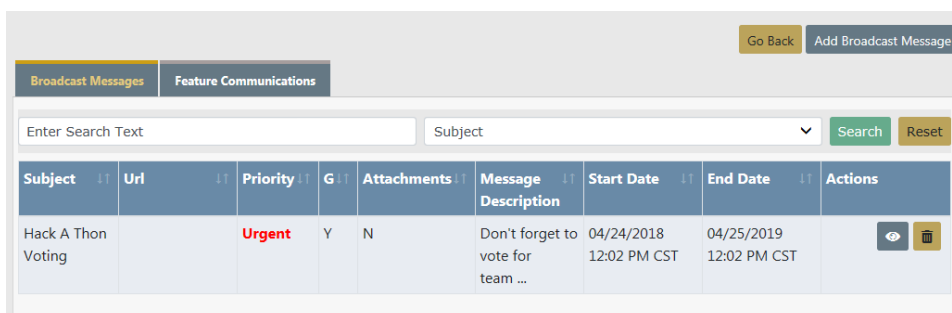 Go Back Add Broadcast Message
Broadcast Messages Feature Communications
Enter Search Text Subject Search Reset
Subject Url Priority G Attachments Message Description Start Date End Date Actions
Hack A Thon Voting Urgent Y N Don't forget to vote for team ... 04/24/2018 12:02 PM CST 04/25/2019 12:02 PM CST